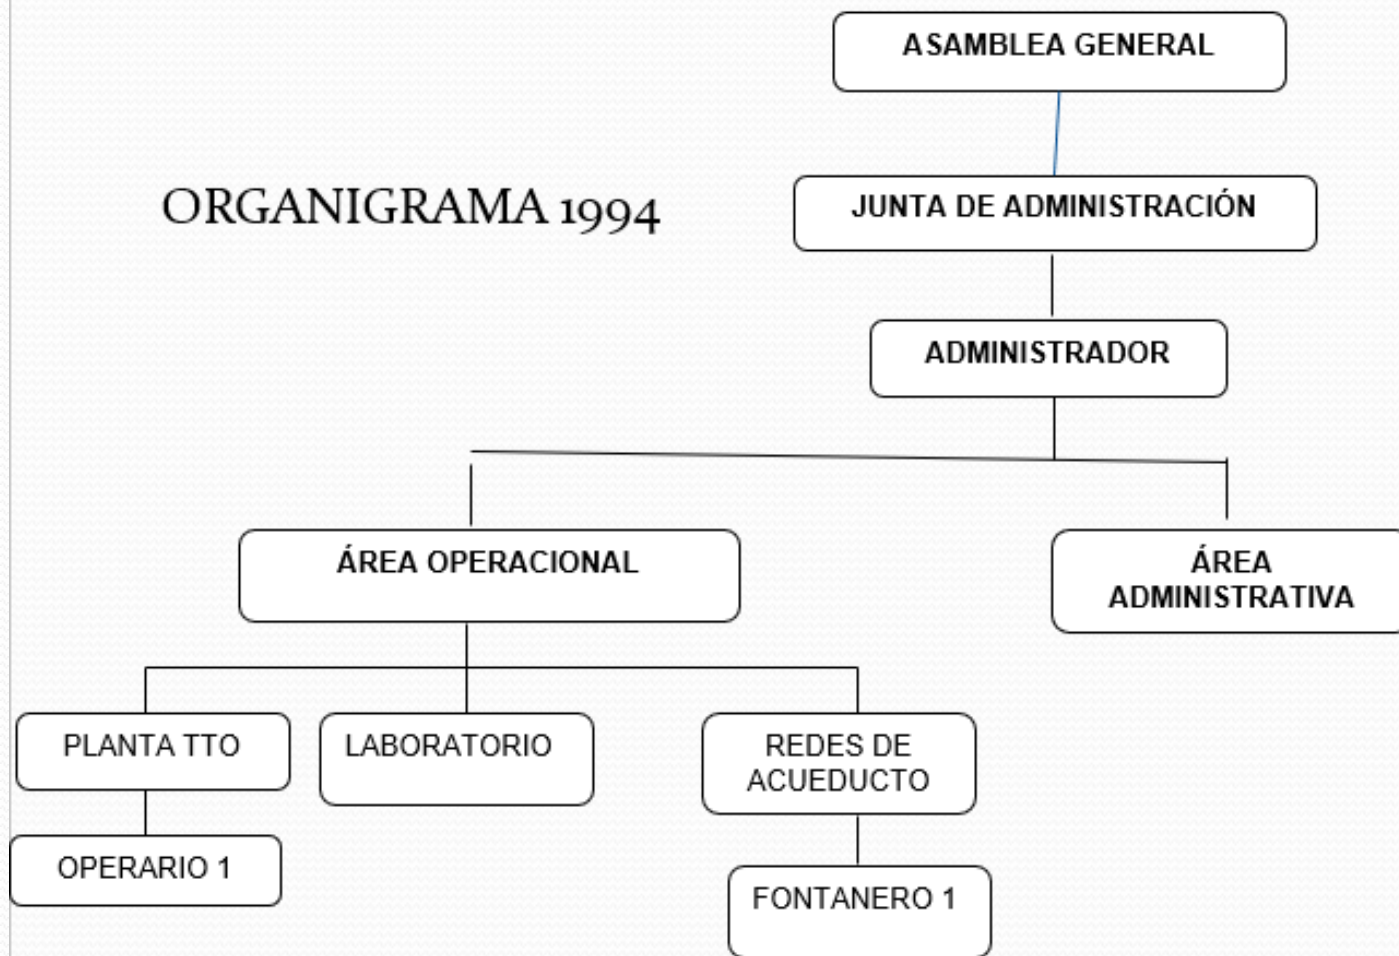 ASAMBLEA GENERAL
ORGANIGRAMA 1994
JUNTA DE ADMINISTRACIÓN
ADMINISTRADOR
ÁREA OPERACIONAL
ÁREA
ADMINISTRATIVA
PLANTA TTO
LABORATORIO
REDES DE
ACUEDUCTO
OPERARIO 1
FONTANERO 1